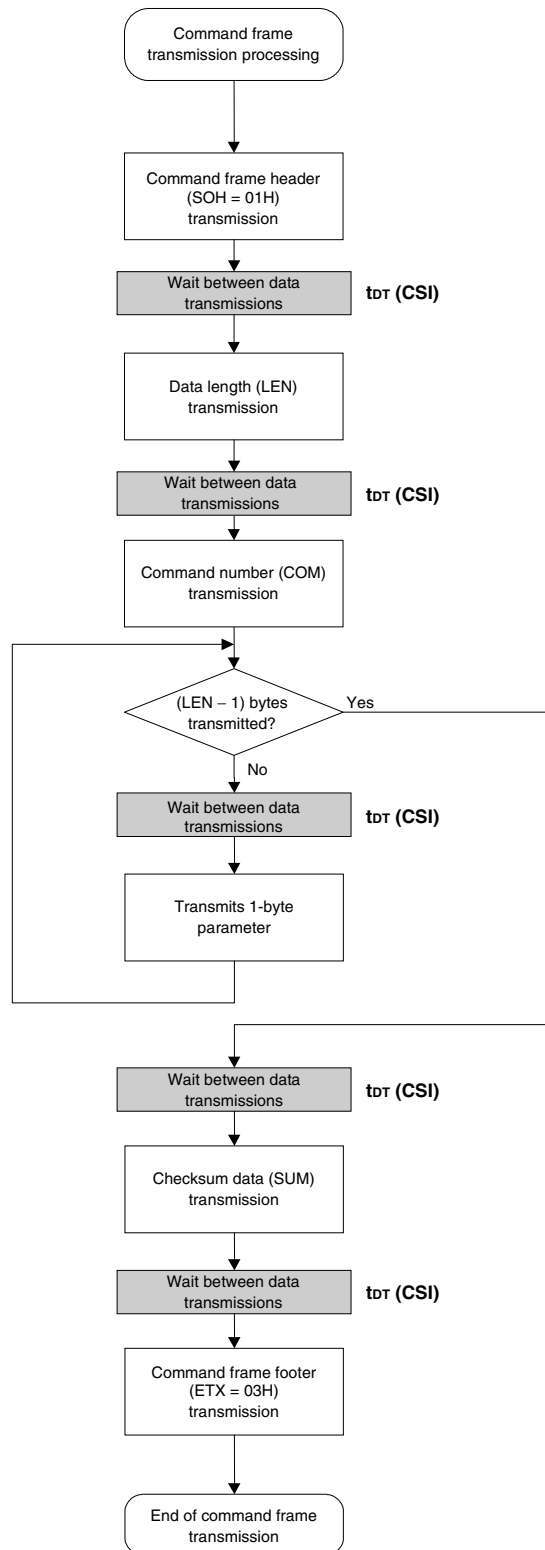 Command frame
transmission processing
Command frame header
(SOH = 01H)
transmission
Wait between data
transmissions
tDT (CSI)
Data length (LEN)
transmission
Wait between data
transmissions
tDT (CSI)
Command number (COM)
transmission
(LEN – 1) bytes
transmitted?
Yes
No
Wait between data
transmissions
tDT (CSI)
Transmits 1-byte
parameter
Wait between data
transmissions
tDT (CSI)
Checksum data (SUM)
transmission
Wait between data
transmissions
tDT (CSI)
Command frame footer
(ETX = 03H)
transmission
End of command frame
transmission